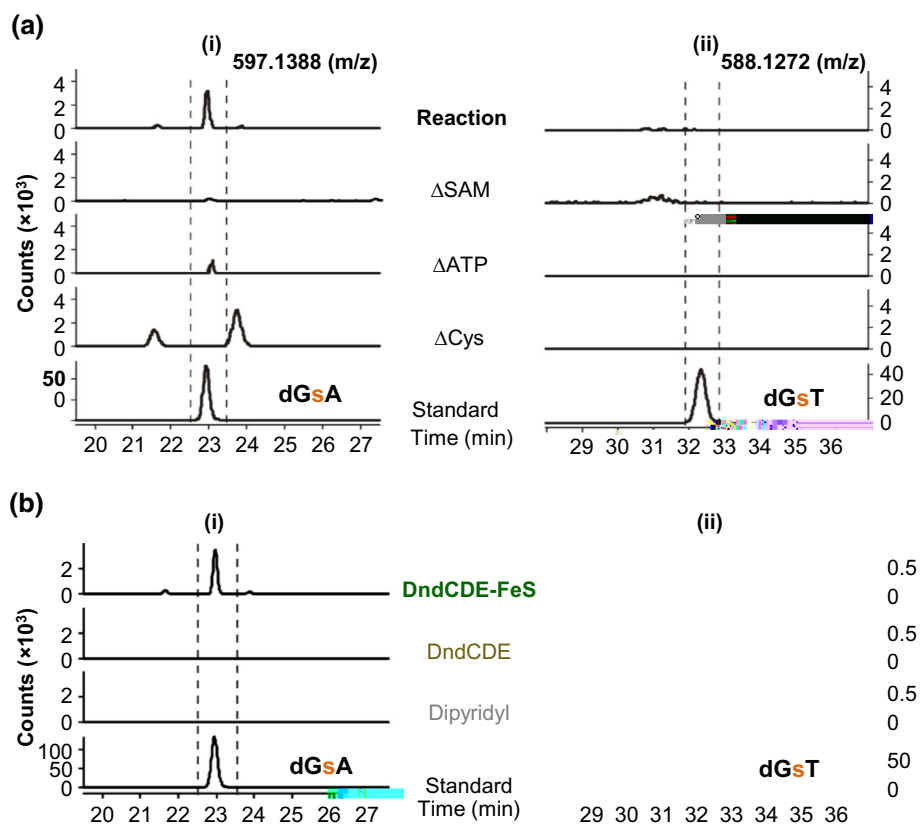 (a)
(i)
597.1388 (m/z)
(ii)
588.1272 (m/z)
Counts (×10³)
4
2
0
Reaction
4
2
0
4
2
0
ΔSAM
4
2
0
4
2
0
ΔATP
4
2
0
4
2
0
ΔCys
4
2
0
50
0
dGsA
Standard
Time (min)
dGsT
40
20
0
20 21 22 23 24 25 26 27
29 30 31 32 33 34 35 36
(b)
(i)
(ii)
Counts (×10³)
2
0
DndCDE-FeS
0.5
0
2
0
DndCDE
0.5
0
2
0
Dipyridyl
0.5
0
100
50
0
dGsA
Standard
Time (min)
dGsT
50
0
20 21 22 23 24 25 26 27
29 30 31 32 33 34 35 36